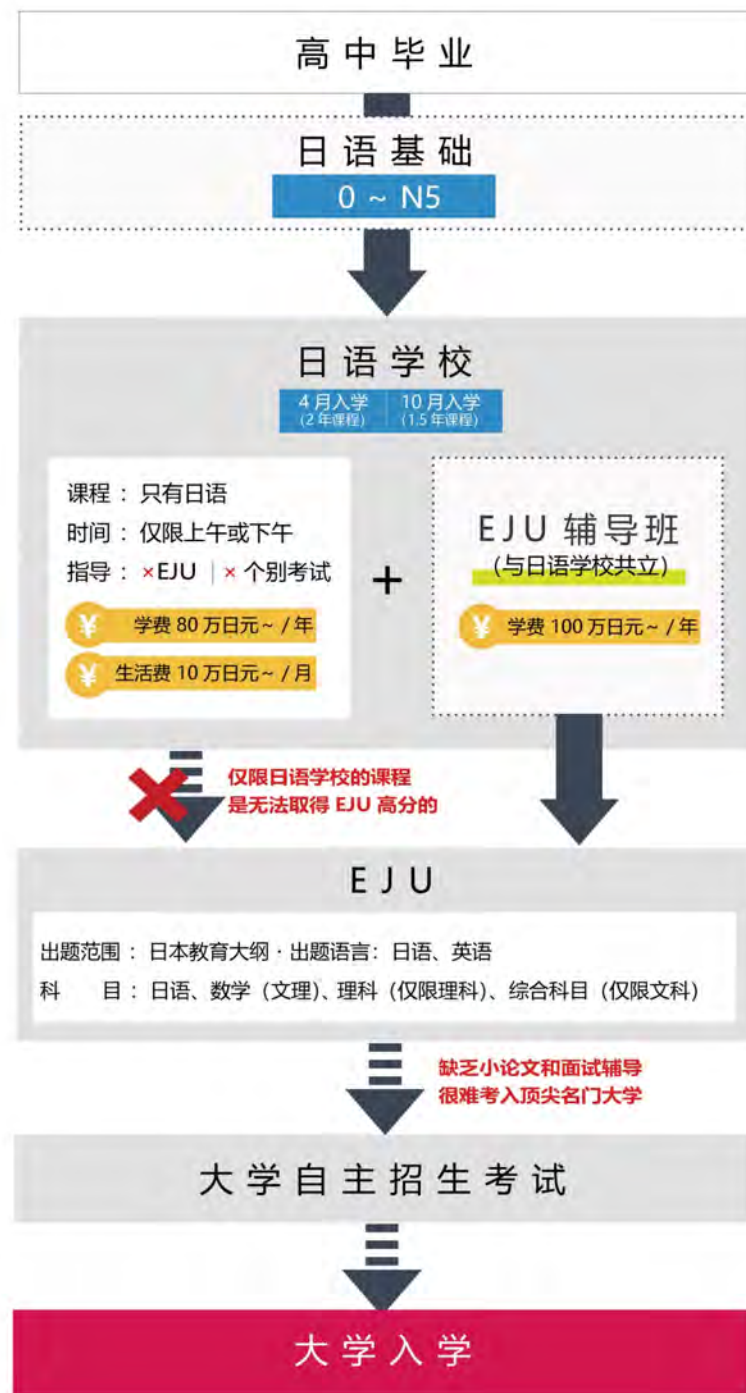 高中毕业
日语基础
0 ~ N5
日语学校
4 月入学 10 月入学
(2 年课程) (1.5 年课程)
课程 : 只有日语
时间 : 仅限上午或下午
指导 : ×EJU | × 个别考试
¥ 学费 80 万日元~ / 年
¥ 生活费 10 万日元~ / 月
+
EJU 辅导班
(与日语学校共立)
¥ 学费 100 万日元~ / 年
仅限日语学校的课程
是无法取得 EJU 高分的
EJU
出题范围 : 日本教育大纲 · 出题语言: 日语、英语
科 目 : 日语、数学（文理）、理科（仅限理科）、综合科目（仅限文科）
缺乏小论文和面试辅导
很难考入顶尖名门大学
大学自主招生考试
大学入学